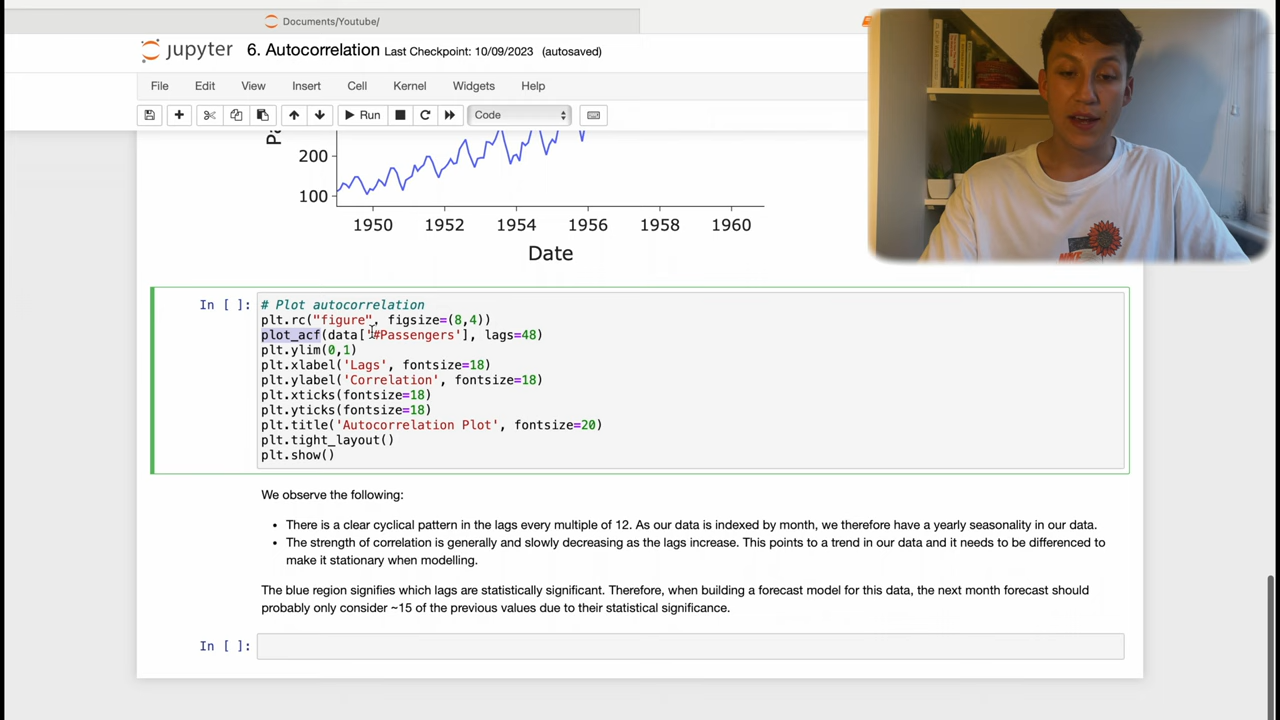 Documents/Youtube/
jupyter 6. Autocorrelation Last Checkpoint: 10/09/2023 (autosaved)
File Edit View Insert Cell Kernel Widgets Help
Run Code
200
100
1950 1952 1954 1956 1958 1960
Date
In [ ]: # Plot autocorrelation
plt.rc("figure", figsize=(8,4))
plot_acf(data['#Passengers'], lags=48)
plt.ylim(0,1)
plt.xlabel('Lags', fontsize=18)
plt.ylabel('Correlation', fontsize=18)
plt.xticks(fontsize=18)
plt.yticks(fontsize=18)
plt.title('Autocorrelation Plot', fontsize=20)
plt.tight_layout()
plt.show()
We observe the following:
• There is a clear cyclical pattern in the lags every multiple of 12. As our data is indexed by month, we therefore have a yearly seasonality in our data.
• The strength of correlation is generally and slowly decreasing as the lags increase. This points to a trend in our data and it needs to be differenced to
make it stationary when modelling.
The blue region signifies which lags are statistically significant. Therefore, when building a forecast model for this data, the next month forecast should
probably only consider ~15 of the previous values due to their statistical significance.
In [ ]: